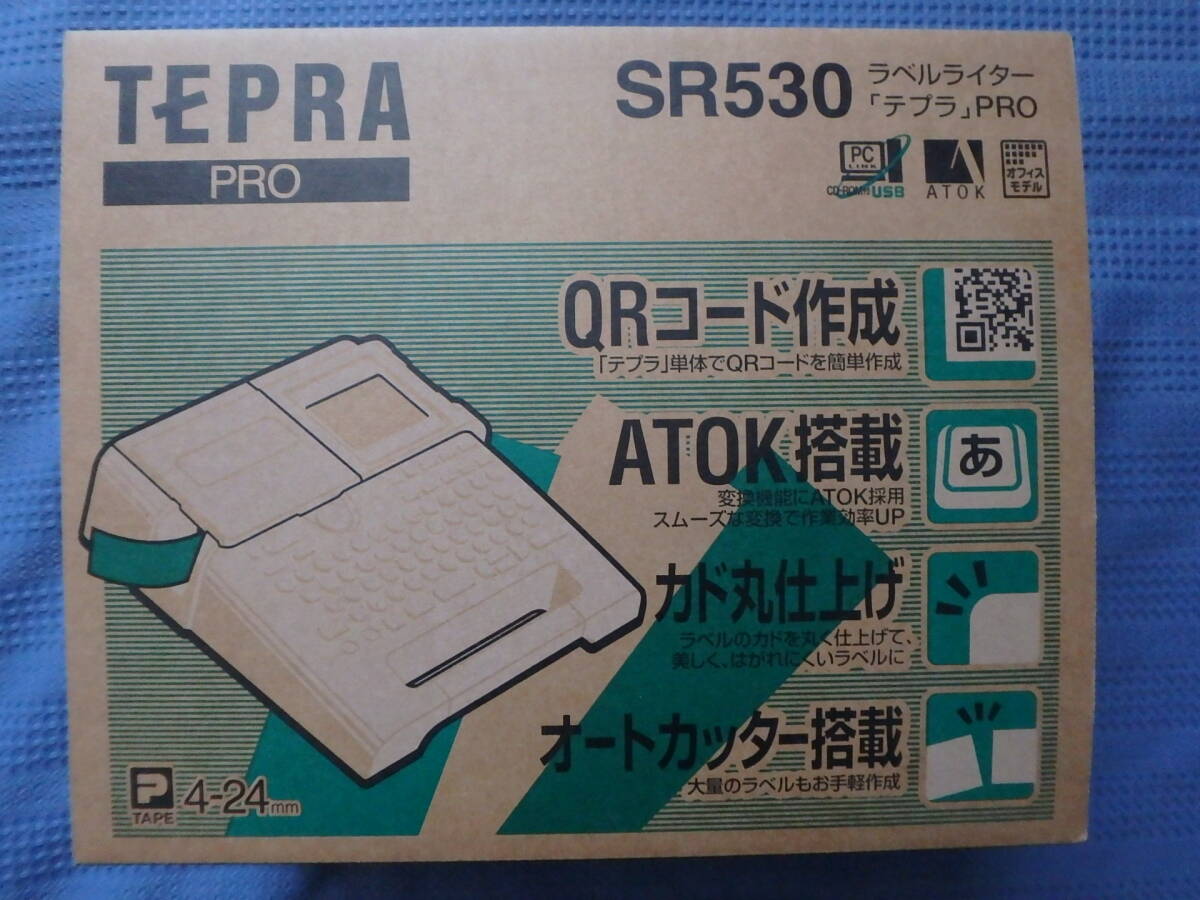 TEPRA
PRO
SR530
ラベルライター
「テプラ」PRO
PC
LINK
CD-ROM付 USB
ATOK
オフィス
モデル
QRコード作成
「テプラ」単体でQRコードを簡単作成
ATOK搭載
変換機能にATOK採用
スムーズな変換で作業効率UP
あ
カド丸仕上げ
ラベルのカドを丸く仕上げて、
美しく、はがれにくいラベルに
オートカッター搭載
大量のラベルもお手軽作成
P
TAPE
4-24mm